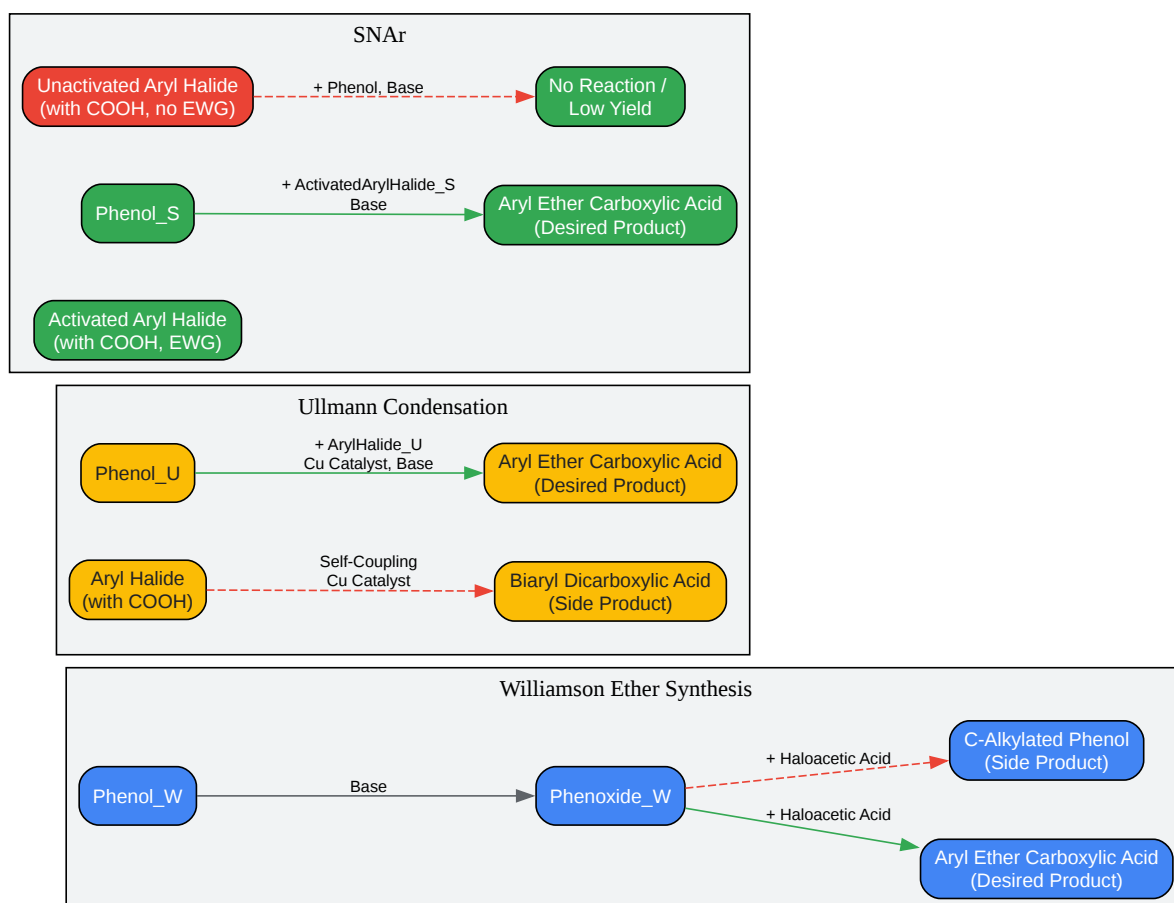 SNAr
Unactivated Aryl Halide
(with COOH, no EWG)
+ Phenol, Base
No Reaction /
Low Yield
Phenol_S
+ ActivatedArylHalide_S
Base
Aryl Ether Carboxylic Acid
(Desired Product)
Activated Aryl Halide
(with COOH, EWG)
Ullmann Condensation
Phenol_U
+ ArylHalide_U
Cu Catalyst, Base
Aryl Ether Carboxylic Acid
(Desired Product)
Aryl Halide
(with COOH)
Self-Coupling
Cu Catalyst
Biaryl Dicarboxylic Acid
(Side Product)
Williamson Ether Synthesis
Phenol_W
Base
Phenoxide_W
+ Haloacetic Acid
C-Alkylated Phenol
(Side Product)
+ Haloacetic Acid
Aryl Ether Carboxylic Acid
(Desired Product)